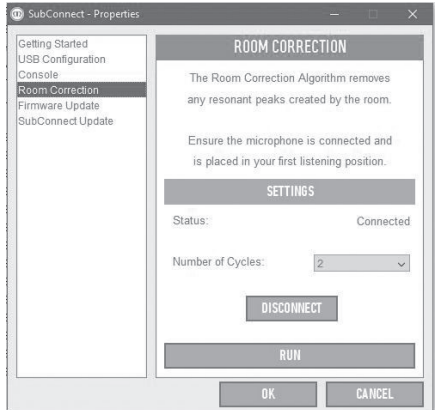 SubConnect - Properties
Getting Started
USB Configuration
Console
Room Correction
Firmware Update
SubConnect Update
ROOM CORRECTION
The Room Correction Algorithm removes
any resonant peaks created by the room.
Ensure the microphone is connected and
is placed in your first listening position.
SETTINGS
Status: Connected
Number of Cycles: 2
DISCONNECT
RUN
OK CANCEL